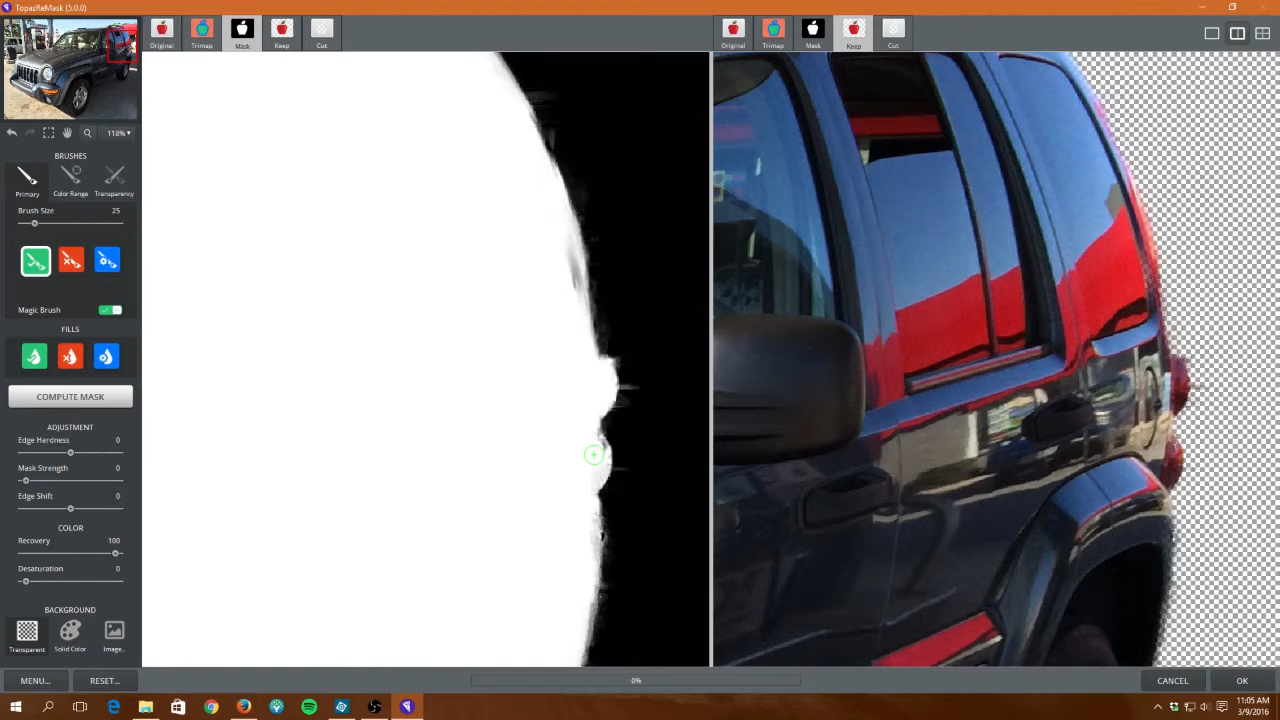 TopazReMask (5.0.0)
Original Trimap Mask Keep Cut
Original Trimap Mask Keep Cut
118%
BRUSHES
Primary Color Range Transparency
Brush Size 25
Magic Brush
FILLS
COMPUTE MASK
ADJUSTMENT
Edge Hardness 0
Mask Strength 0
Edge Shift 0
COLOR
Recovery 100
Desaturation 0
BACKGROUND
Transparent Solid Color Image...
MENU... RESET... 0% CANCEL OK
11:05 AM
3/9/2016